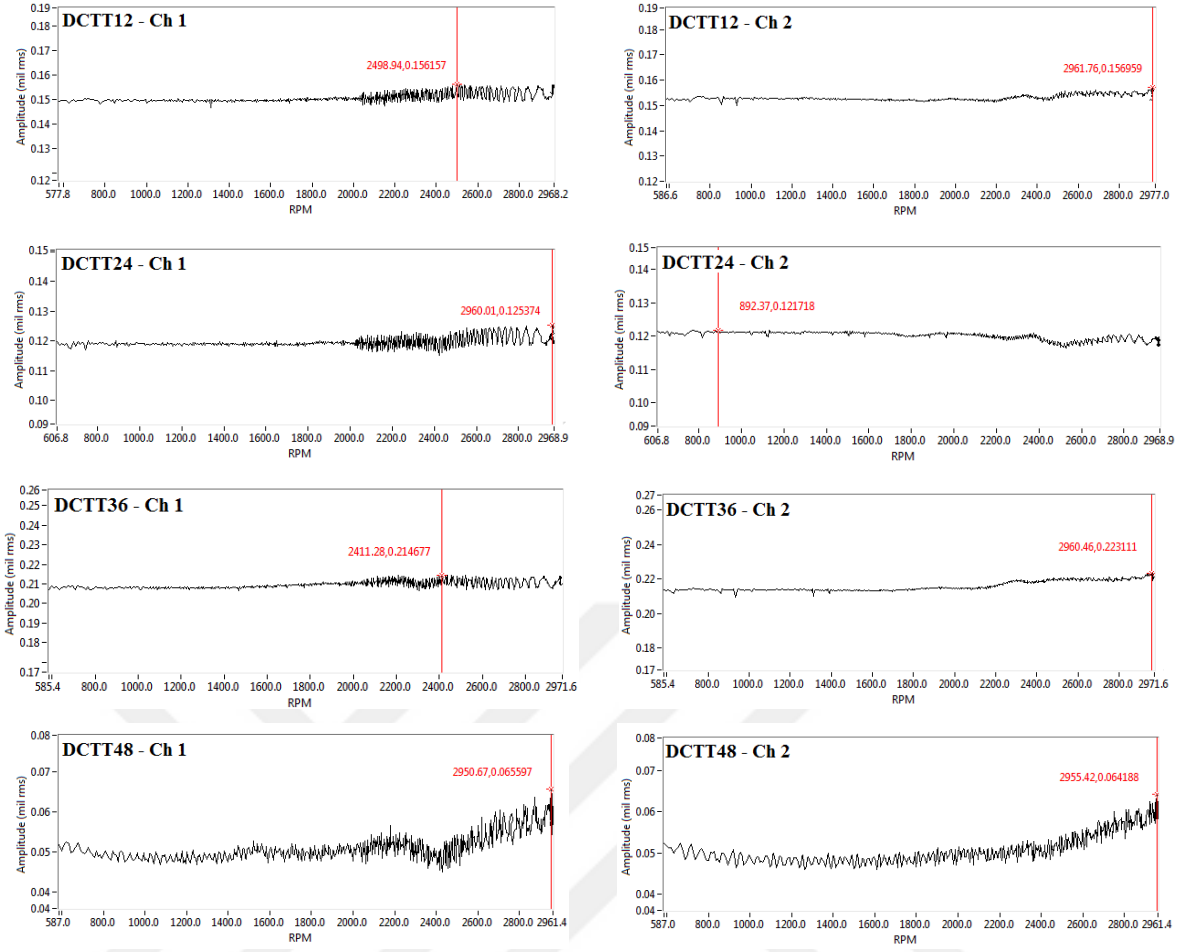 DCTT12 - Ch 1
2498.94,0.156157
Amplitude (mil rms)
0.19
0.18
0.17
0.16
0.15
0.14
0.13
0.12
577.8 800.0 1000.0 1200.0 1400.0 1600.0 1800.0 2000.0 2200.0 2400.0 2600.0 2800.0 2968.2
RPM
DCTT12 - Ch 2
2961.76,0.156959
Amplitude (mil rms)
0.19
0.18
0.17
0.16
0.15
0.14
0.13
0.12
586.6 800.0 1000.0 1200.0 1400.0 1600.0 1800.0 2000.0 2200.0 2400.0 2600.0 2800.0 2977.0
RPM
DCTT24 - Ch 1
2960.01,0.125374
Amplitude (mil rms)
0.15
0.14
0.13
0.12
0.11
0.10
0.09
606.8 800.0 1000.0 1200.0 1400.0 1600.0 1800.0 2000.0 2200.0 2400.0 2600.0 2800.0 2968.9
RPM
DCTT24 - Ch 2
892.37,0.121718
Amplitude (mil rms)
0.15
0.14
0.13
0.12
0.11
0.10
0.09
606.8 800.0 1000.0 1200.0 1400.0 1600.0 1800.0 2000.0 2200.0 2400.0 2600.0 2800.0 2968.9
RPM
DCTT36 - Ch 1
2411.28,0.214677
Amplitude (mil rms)
0.26
0.25
0.24
0.23
0.22
0.21
0.20
0.19
0.18
0.17
585.4 800.0 1000.0 1200.0 1400.0 1600.0 1800.0 2000.0 2200.0 2400.0 2600.0 2800.0 2971.6
RPM
DCTT36 - Ch 2
2960.46,0.223111
Amplitude (mil rms)
0.27
0.26
0.24
0.22
0.20
0.18
0.17
585.4 800.0 1000.0 1200.0 1400.0 1600.0 1800.0 2000.0 2200.0 2400.0 2600.0 2800.0 2971.6
RPM
DCTT48 - Ch 1
2950.67,0.065597
Amplitude (mil rms)
0.08
0.07
0.06
0.05
0.04
0.04
587.0 800.0 1000.0 1200.0 1400.0 1600.0 1800.0 2000.0 2200.0 2400.0 2600.0 2800.0 2961.4
RPM
DCTT48 - Ch 2
2955.42,0.064188
Amplitude (mil rms)
0.08
0.07
0.06
0.05
0.04
0.04
587.0 800.0 1000.0 1200.0 1400.0 1600.0 1800.0 2000.0 2200.0 2400.0 2600.0 2800.0 2961.4
RPM